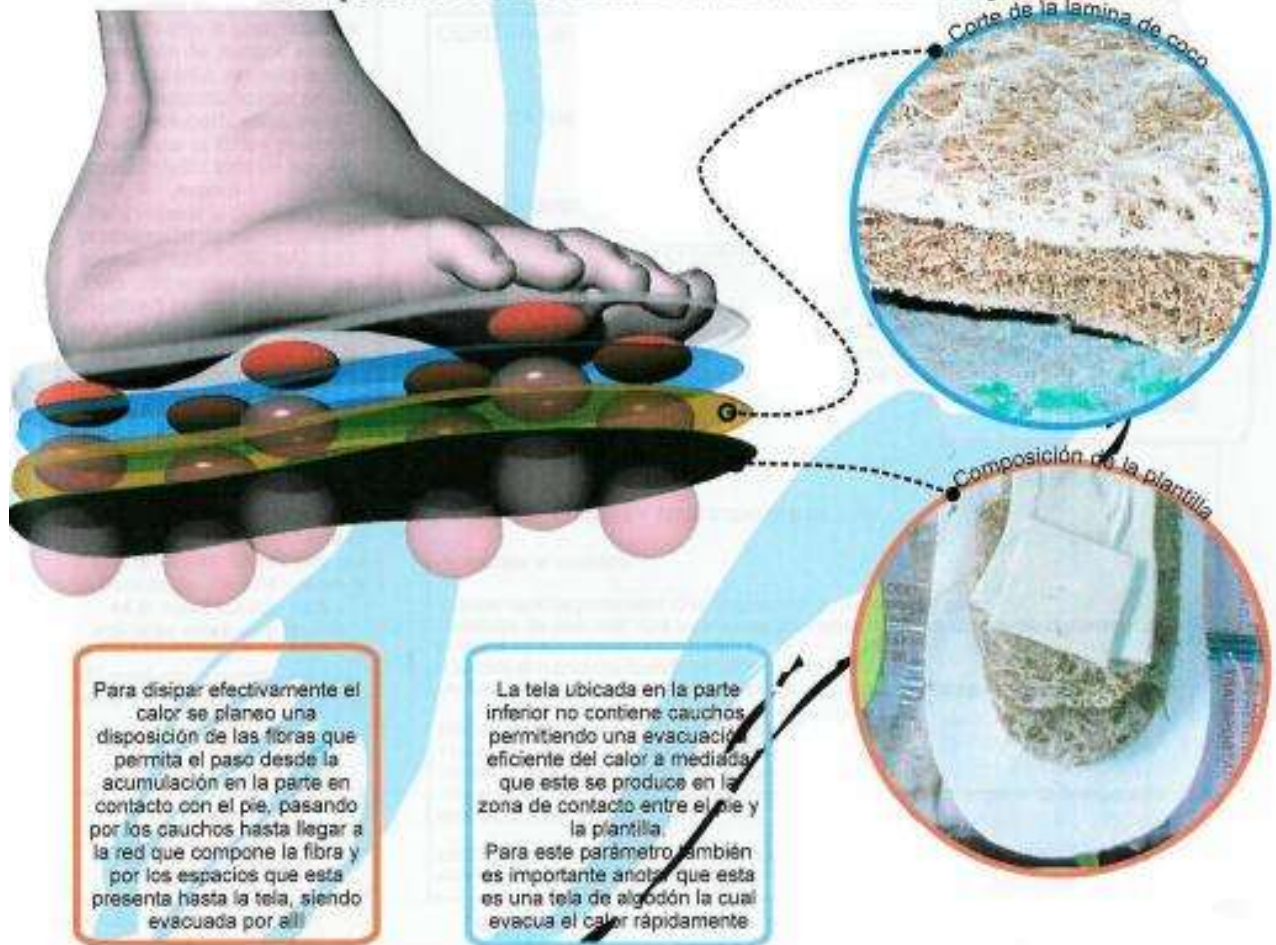 Corte de la lamina de coco
Composición de la plantilla
Para disipar efectivamente el
calor se planeo una
disposición de las fibras que
permita el paso desde la
acumulación en la parte en
contacto con el pie, pasando
por los cauchos hasta llegar a
la red que compone la fibra y
por los espacios que esta
presenta hasta la tela, siendo
evacuada por alli
La tela ubicada en la parte
inferior no contiene cauchos
permitiendo una evacuación
eficiente del calor a mediada
que este se produce en la
zona de contacto entre el pie y
la plantilla.
Para este parámetro también
es importante anotar que esta
es una tela de algodón la cual
evacua el calor rápidamente